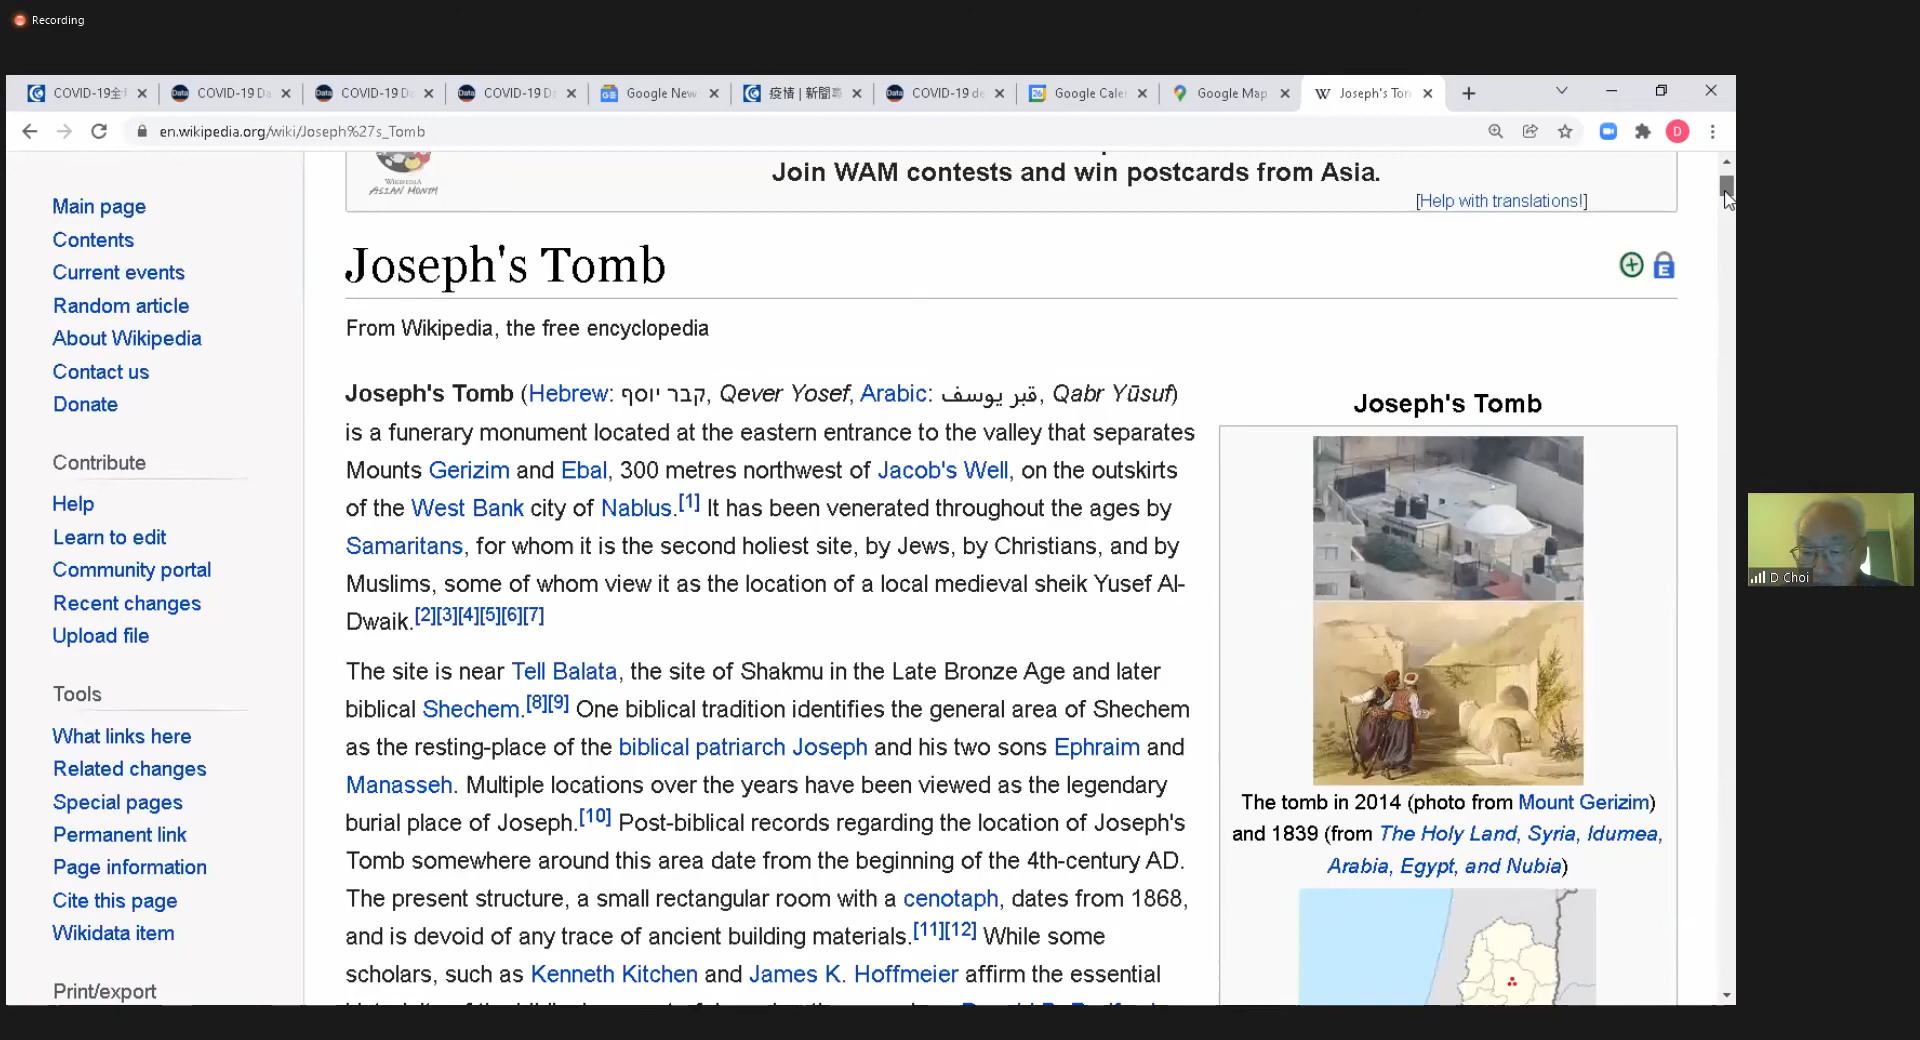 Recording
COVID-19全
COVID-19 Da
COVID-19 Da
COVID-19 Da
Google New
疫情 | 新聞專
COVID-19 de
Google Cale
Google Map
Joseph's Tom
en.wikipedia.org/wiki/Joseph%27s_Tomb
D
Main page
Contents
Current events
Random article
About Wikipedia
Contact us
Donate
Contribute
Help
Learn to edit
Community portal
Recent changes
Upload file
Tools
What links here
Related changes
Special pages
Permanent link
Page information
Cite this page
Wikidata item
Print/export
WIKIPEDIA
ASIAN MONTH
Join WAM contests and win postcards from Asia.
[Help with translations!]
Joseph's Tomb
From Wikipedia, the free encyclopedia
Joseph's Tomb (Hebrew: קבר יוסף, Qever Yosef, Arabic: قبر يوسف, Qabr Yūsuf)
is a funerary monument located at the eastern entrance to the valley that separates
Mounts Gerizim and Ebal, 300 metres northwest of Jacob's Well, on the outskirts
of the West Bank city of Nablus.[1] It has been venerated throughout the ages by
Samaritans, for whom it is the second holiest site, by Jews, by Christians, and by
Muslims, some of whom view it as the location of a local medieval sheik Yusef Al-
Dwaik.[2][3][4][5][6][7]
The site is near Tell Balata, the site of Shakmu in the Late Bronze Age and later
biblical Shechem.[8][9] One biblical tradition identifies the general area of Shechem
as the resting-place of the biblical patriarch Joseph and his two sons Ephraim and
Manasseh. Multiple locations over the years have been viewed as the legendary
burial place of Joseph.[10] Post-biblical records regarding the location of Joseph's
Tomb somewhere around this area date from the beginning of the 4th-century AD.
The present structure, a small rectangular room with a cenotaph, dates from 1868,
and is devoid of any trace of ancient building materials.[11][12] While some
scholars, such as Kenneth Kitchen and James K. Hoffmeier affirm the essential
Joseph's Tomb
The tomb in 2014 (photo from Mount Gerizim)
and 1839 (from The Holy Land, Syria, Idumea,
Arabia, Egypt, and Nubia)
D Choi